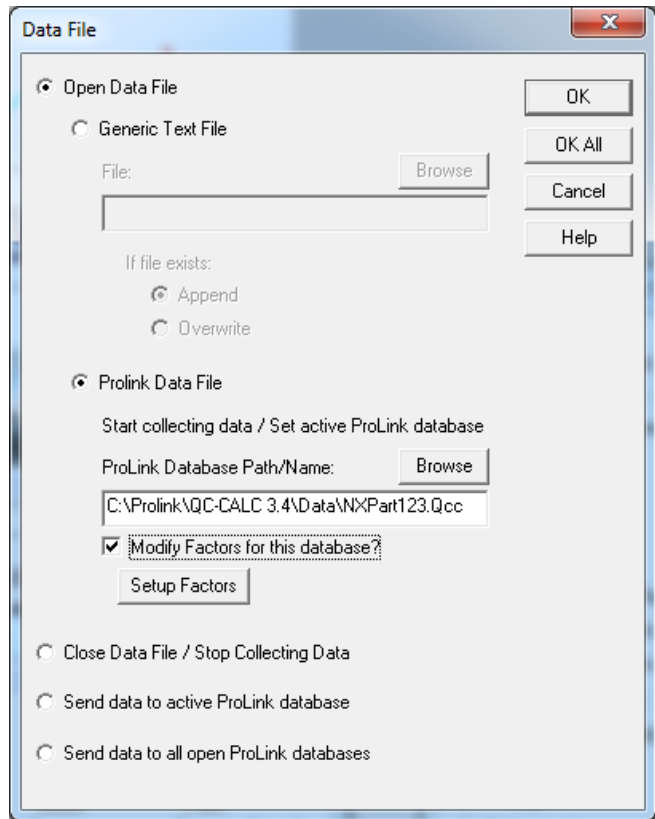 Data File
Open Data File
OK
Generic Text File
OK All
File:
Browse
Cancel
Help
If file exists:
Append
Overwrite
Prolink Data File
Start collecting data / Set active ProLink database
ProLink Database Path/Name:
Browse
C:\Prolink\QC-CALC 3.4\Data\NXPart123.Qcc
Modify Factors for this database?
Setup Factors
Close Data File / Stop Collecting Data
Send data to active ProLink database
Send data to all open ProLink databases